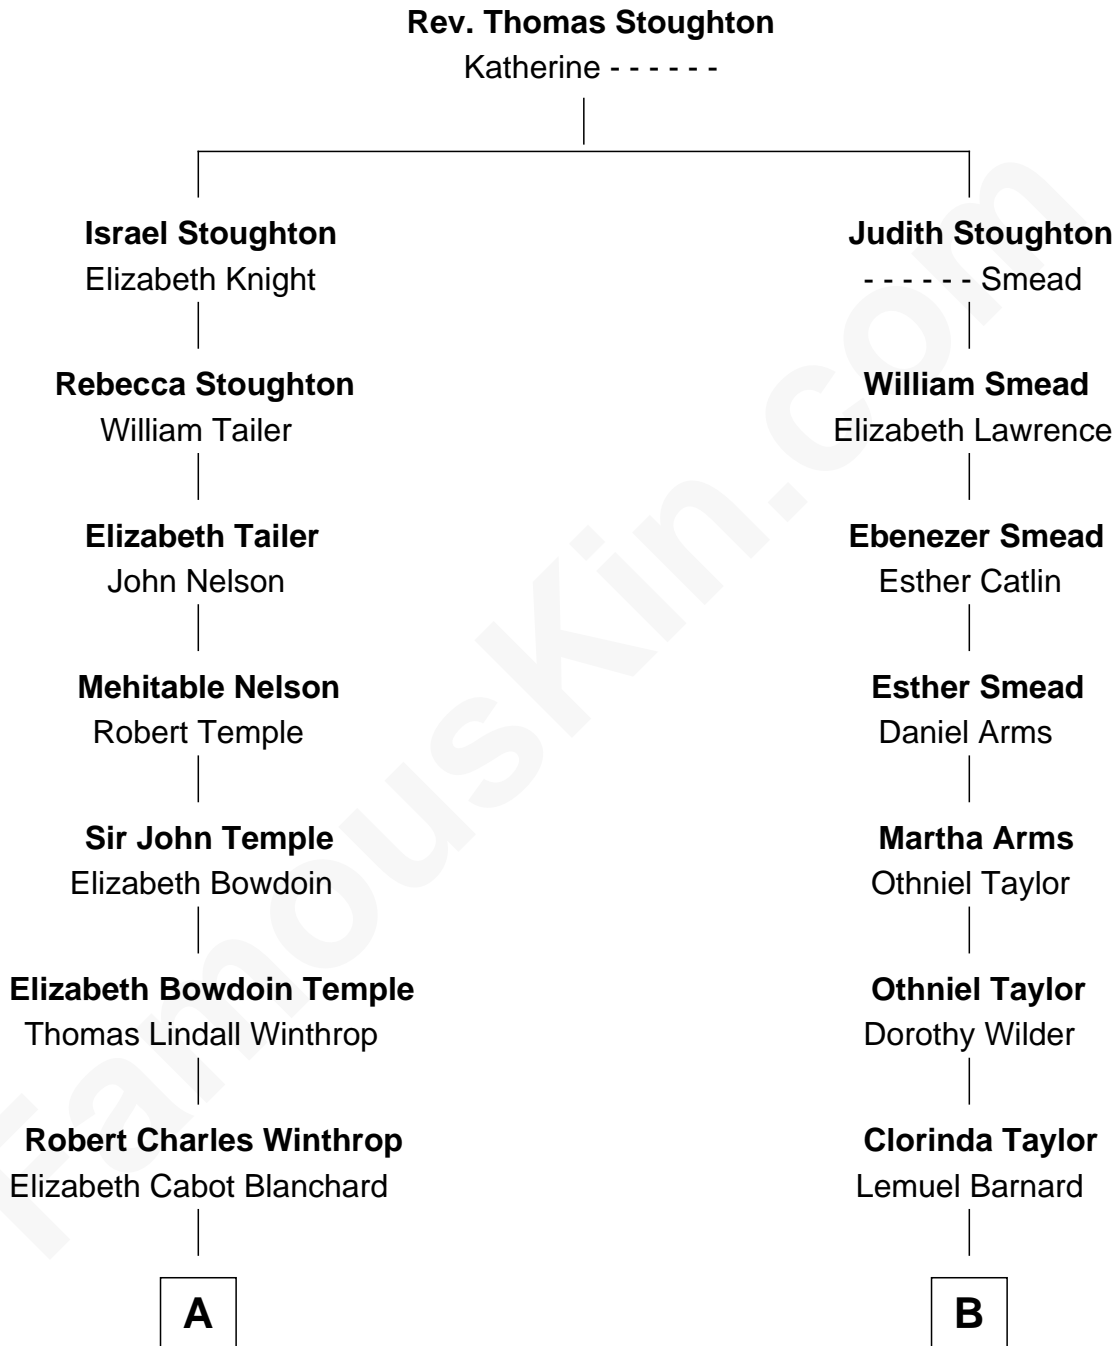 Rev. Thomas Stoughton
Katherine - - - - - -
Israel Stoughton
Elizabeth Knight
Rebecca Stoughton
William Tailer
Elizabeth Tailer
John Nelson
Mehitable Nelson
Robert Temple
Sir John Temple
Elizabeth Bowdoin
Elizabeth Bowdoin Temple
Thomas Lindall Winthrop
Robert Charles Winthrop
Elizabeth Cabot Blanchard
A
Judith Stoughton
- - - - - - Smead
William Smead
Elizabeth Lawrence
Ebenezer Smead
Esther Catlin
Esther Smead
Daniel Arms
Martha Arms
Othniel Taylor
Othniel Taylor
Dorothy Wilder
Clorinda Taylor
Lemuel Barnard
B
FamousKin.com